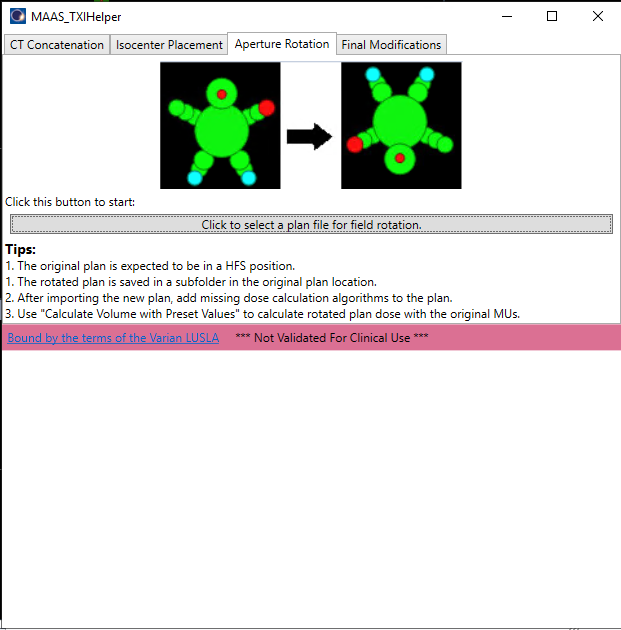 MAAS_TXIHelper
CT Concatenation Isocenter Placement Aperture Rotation Final Modifications
Click this button to start:
Click to select a plan file for field rotation.
Tips:
1. The original plan is expected to be in a HFS position.
1. The rotated plan is saved in a subfolder in the original plan location.
2. After importing the new plan, add missing dose calculation algorithms to the plan.
3. Use "Calculate Volume with Preset Values" to calculate rotated plan dose with the original MUs.
Bound by the terms of the Varian LUSLA *** Not Validated For Clinical Use ***